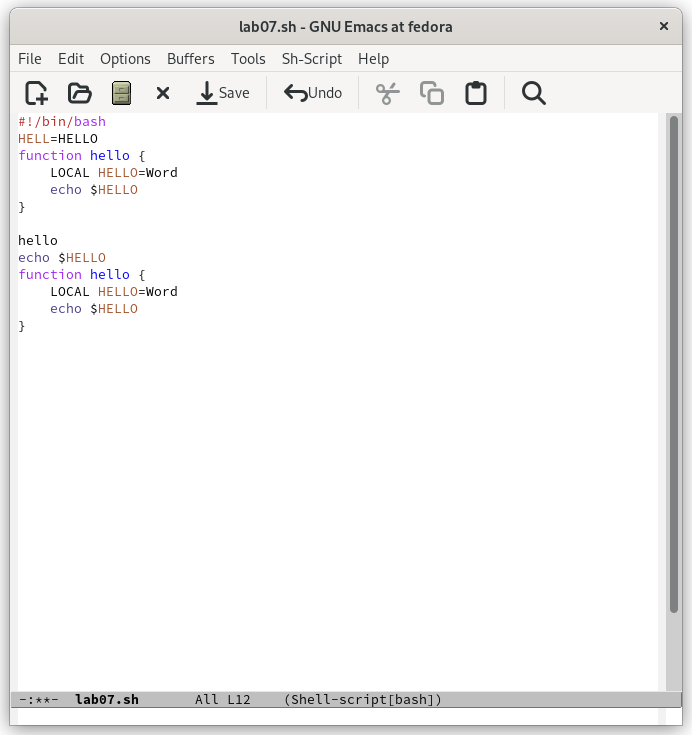 lab07.sh - GNU Emacs at fedora
File Edit Options Buffers Tools Sh-Script Help
Save Undo
#!/bin/bash
HELL=HELLO
function hello {
    LOCAL HELLO=Word
    echo $HELLO
}
hello
echo $HELLO
function hello {
    LOCAL HELLO=Word
    echo $HELLO
}
-:**-  lab07.sh       All L12    (Shell-script[bash])